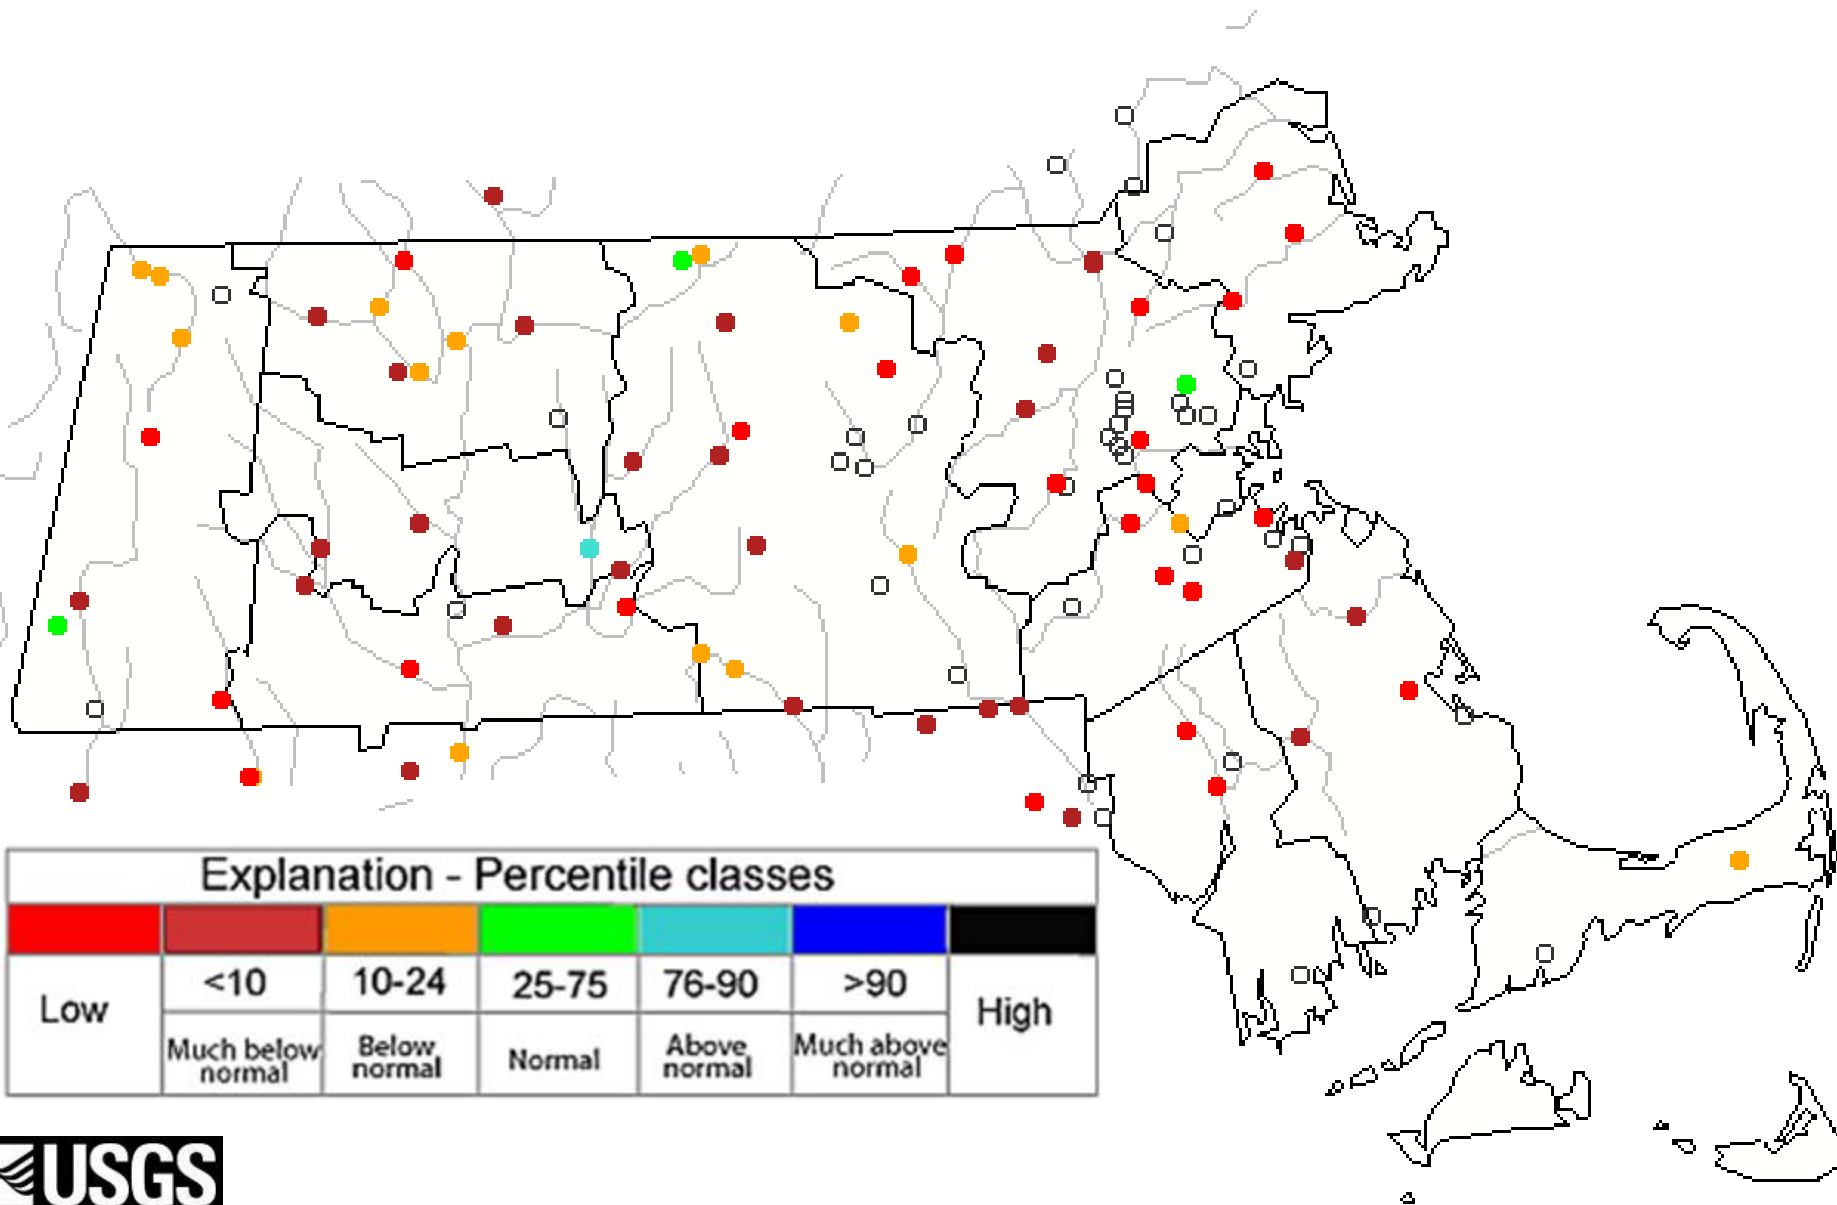 Explanation - Percentile classes
<10 10-24 25-75 76-90 >90
Low High
Much below normal
Below normal
Normal
Above normal
Much above normal
USGS